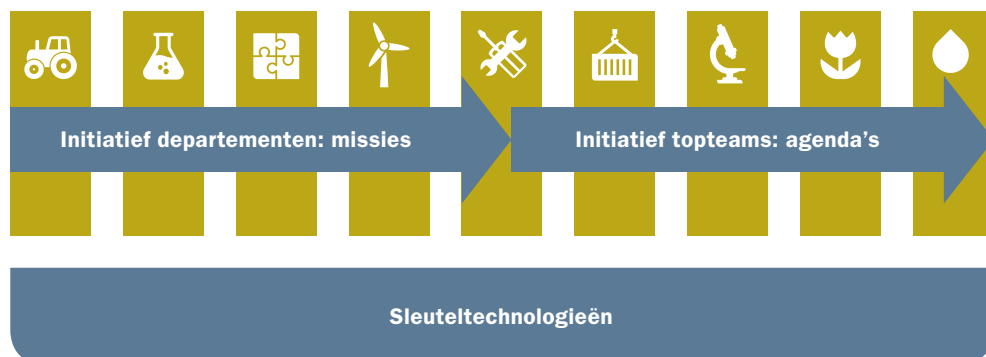 Initiatief departementen: missies
Initiatief topteams: agenda's
Sleuteltechnologieën